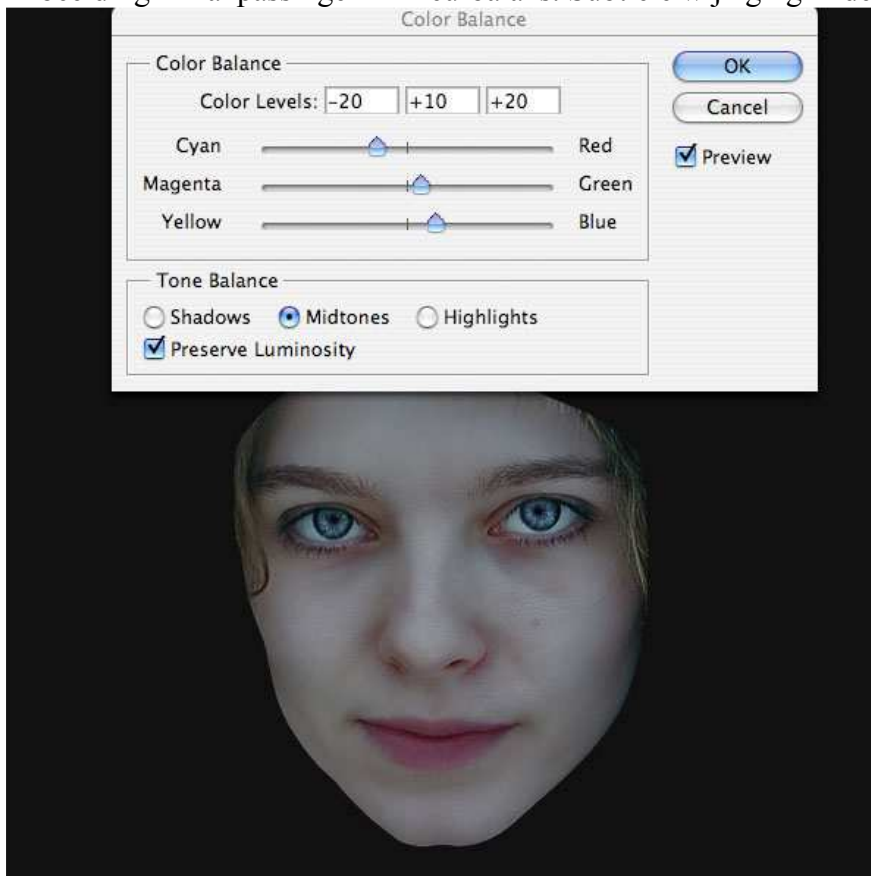 Color Balance
Color Balance
OK
Color Levels: -20 +10 +20
Cancel
Cyan Red
Preview
Magenta Green
Yellow Blue
Tone Balance
Shadows Midtones Highlights
Preserve Luminosity